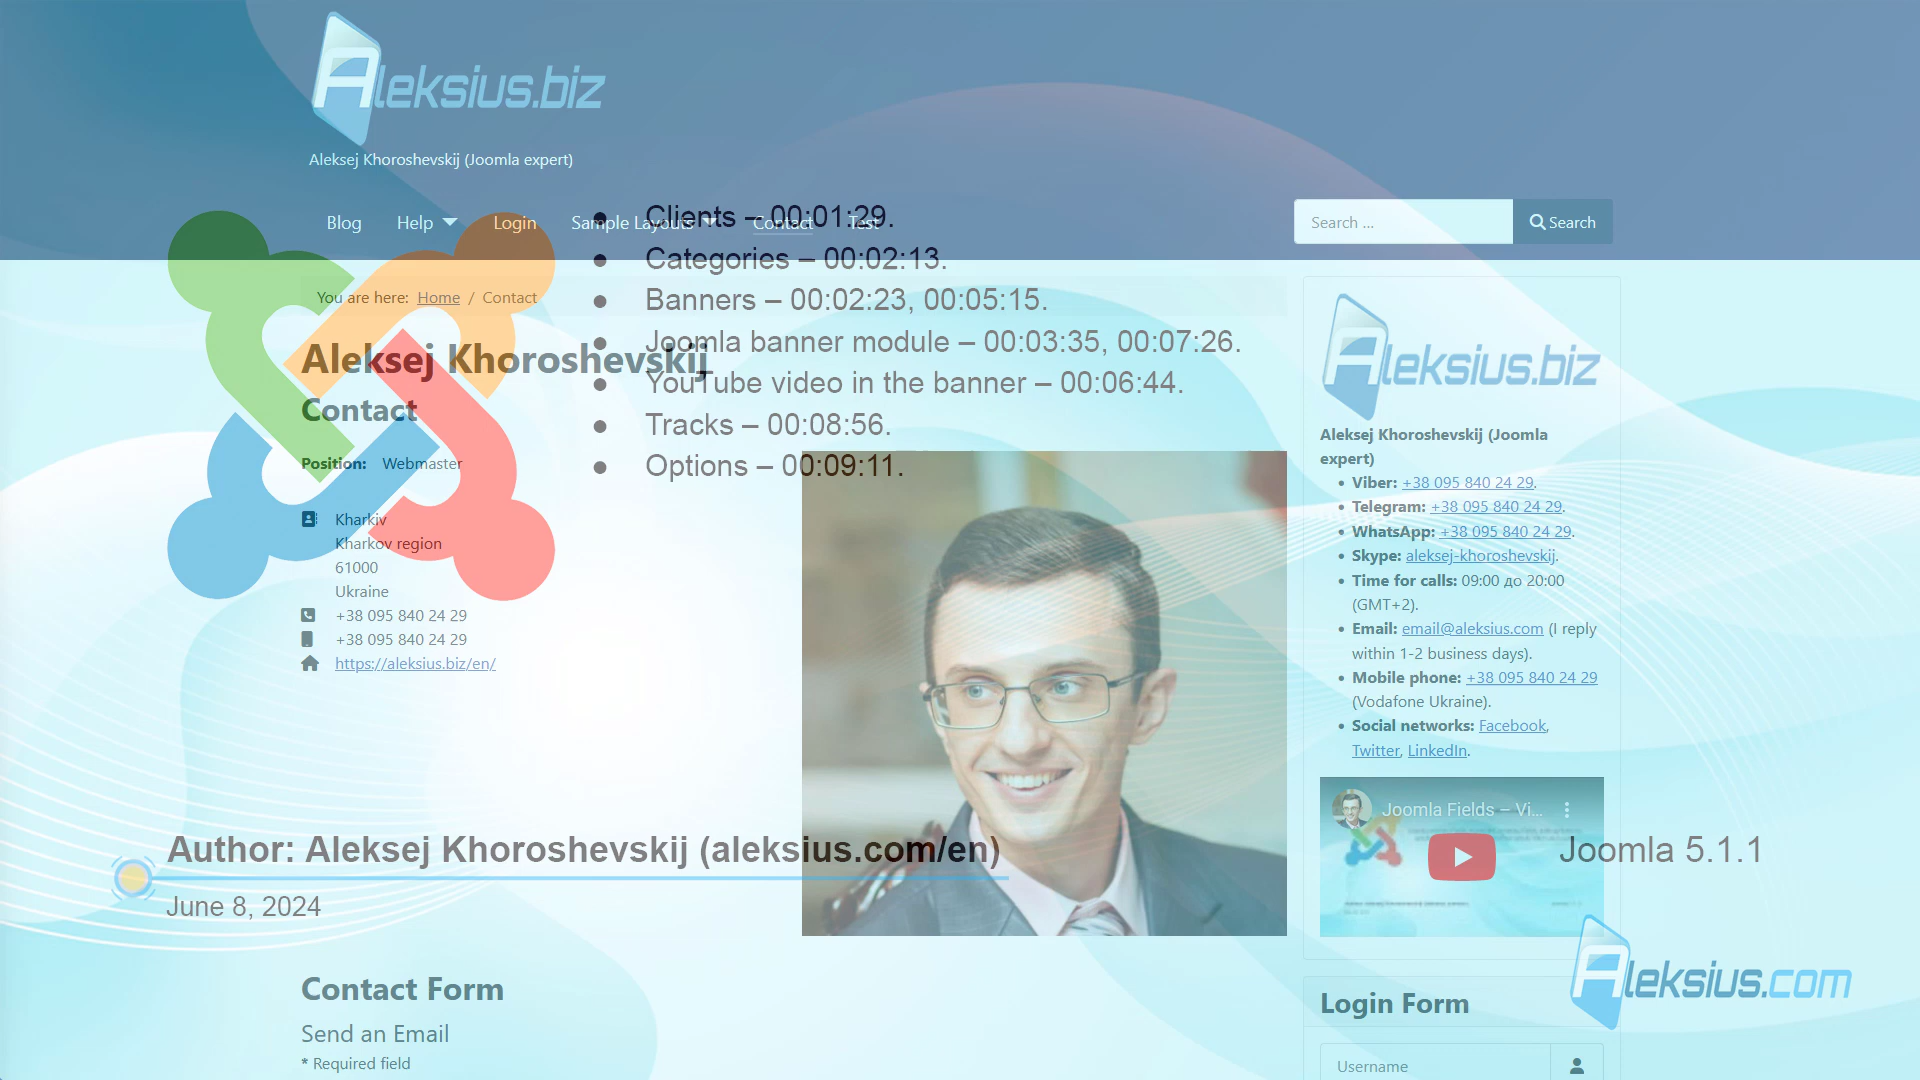 Aleksius.biz
Aleksej Khoroshevskij (Joomla expert)
Blog
Help
Login
Sample Layouts
Contact
Test
Search ...
Search
Clients – 00:01:29.
Categories – 00:02:13.
Banners – 00:02:23, 00:05:15.
Joomla banner module – 00:03:35, 00:07:26.
YouTube video in the banner – 00:06:44.
Tracks – 00:08:56.
Options – 00:09:11.
You are here: Home / Contact
Aleksej Khoroshevskij
Contact
Position: Webmaster
Kharkiv
Kharkov region
61000
Ukraine
+38 095 840 24 29
+38 095 840 24 29
https://aleksius.biz/en/
Aleksius.biz
Aleksej Khoroshevskij (Joomla
expert)
Viber: +38 095 840 24 29.
Telegram: +38 095 840 24 29.
WhatsApp: +38 095 840 24 29.
Skype: aleksej-khoroshevskij.
Time for calls: 09:00 до 20:00
(GMT+2).
Email: email@aleksius.com (I reply
within 1-2 business days).
Mobile phone: +38 095 840 24 29
(Vodafone Ukraine).
Social networks: Facebook,
Twitter, LinkedIn.
Joomla Fields – Vi...
Author: Aleksej Khoroshevskij (aleksius.com/en)
June 8, 2024
Joomla 5.1.1
Aleksius.com
Contact Form
Send an Email
* Required field
Login Form
Username